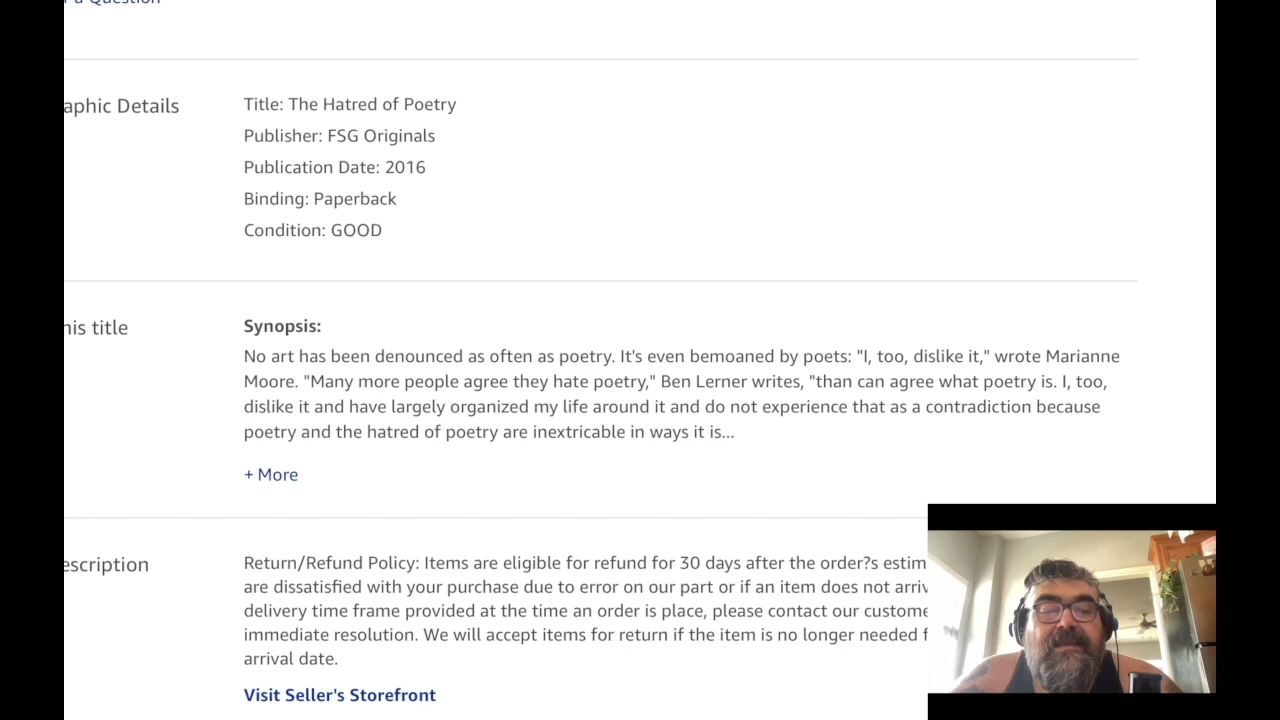 a Question
aphic Details
Title: The Hatred of Poetry
Publisher: FSG Originals
Publication Date: 2016
Binding: Paperback
Condition: GOOD
his title
Synopsis:
No art has been denounced as often as poetry. It's even bemoaned by poets: "I, too, dislike it," wrote Marianne
Moore. "Many more people agree they hate poetry," Ben Lerner writes, "than can agree what poetry is. I, too,
dislike it and have largely organized my life around it and do not experience that as a contradiction because
poetry and the hatred of poetry are inextricable in ways it is...
+ More
escription
Return/Refund Policy: Items are eligible for refund for 30 days after the order?s estim
are dissatisfied with your purchase due to error on our part or if an item does not arriv
delivery time frame provided at the time an order is place, please contact our custome
immediate resolution. We will accept items for return if the item is no longer needed f
arrival date.
Visit Seller's Storefront